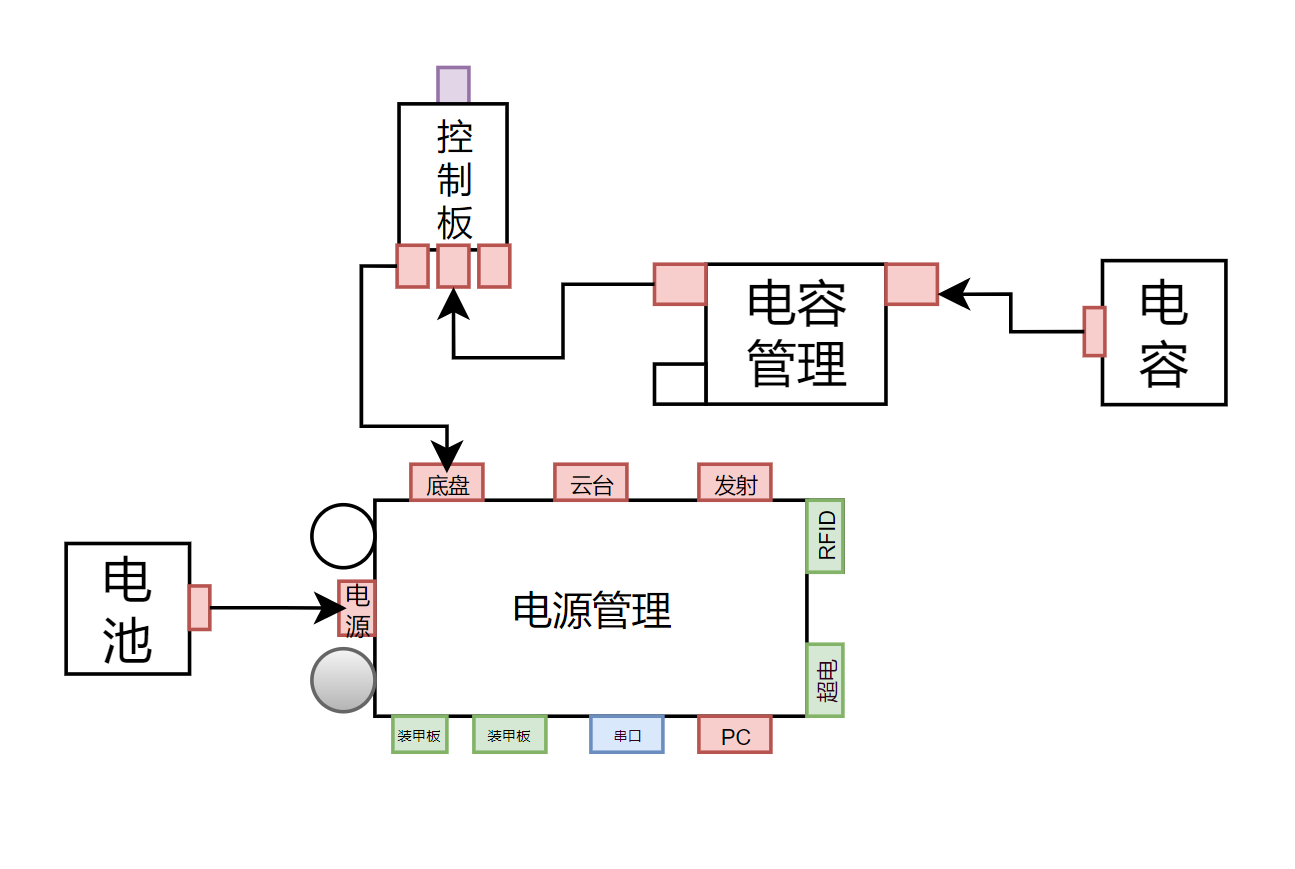 控
制
板
电容
管理
电
容
底盘
云台
发射
RFID
电
池
电
源
电源管理
超电
装甲板
装甲板
串口
PC